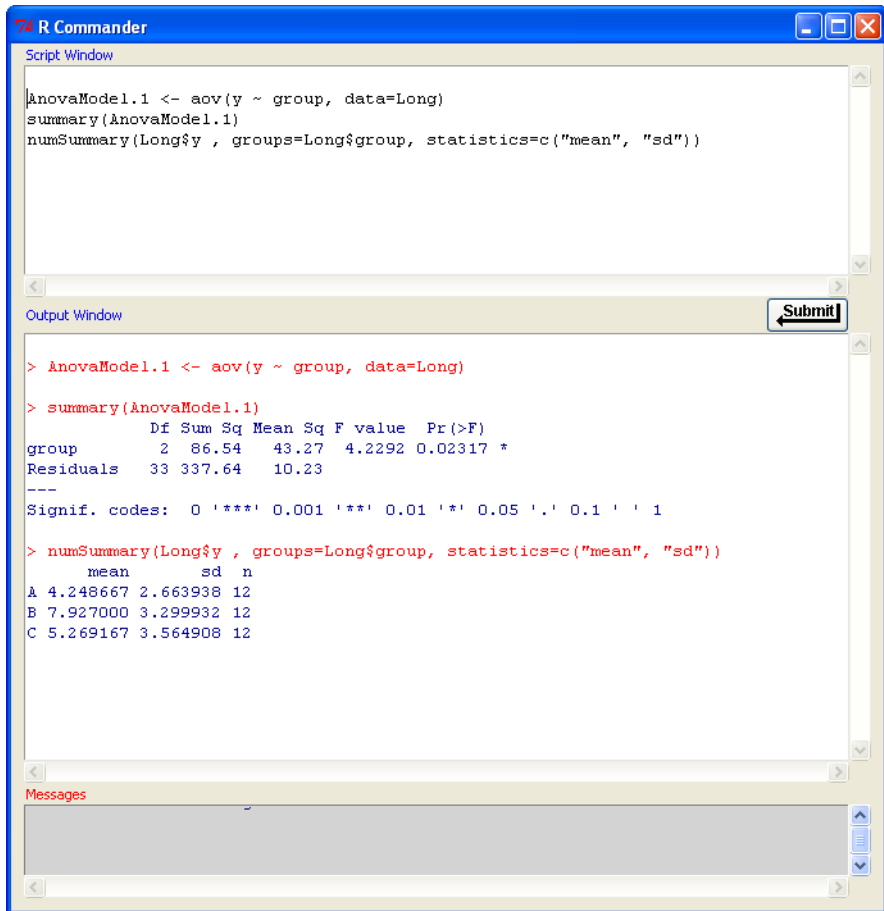 R Commander
Script Window
AnovaModel.1 <- aov(y ~ group, data=Long)
summary(AnovaModel.1)
numSummary(Long$y , groups=Long$group, statistics=c("mean", "sd"))
Output Window
Submit
> AnovaModel.1 <- aov(y ~ group, data=Long)
> summary(AnovaModel.1)
            Df Sum Sq Mean Sq F value  Pr(>F)
group        2  86.54   43.27  4.2292 0.02317 *
Residuals   33 337.64   10.23
---
Signif. codes:  0 '***' 0.001 '**' 0.01 '*' 0.05 '.' 0.1 ' ' 1
> numSummary(Long$y , groups=Long$group, statistics=c("mean", "sd"))
      mean       sd  n
A 4.248667 2.663938 12
B 7.927000 3.299932 12
C 5.269167 3.564908 12
Messages